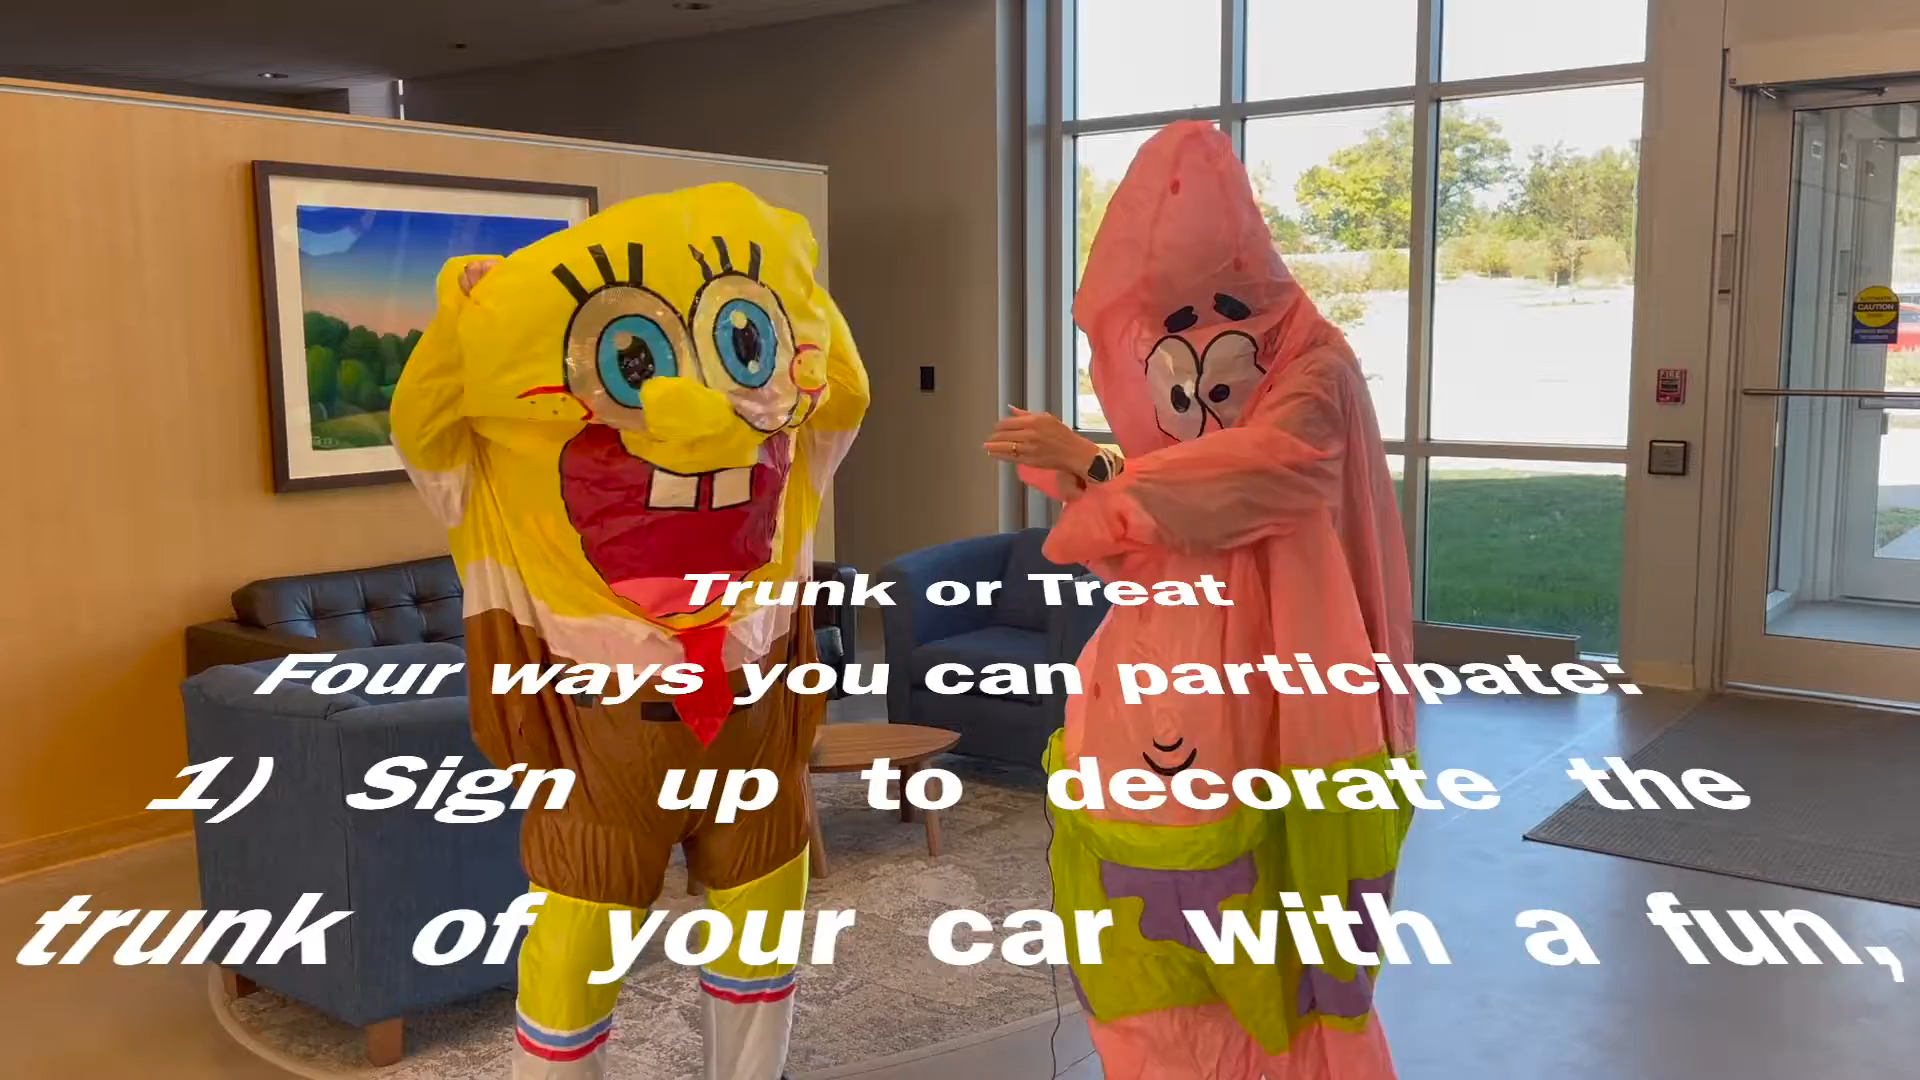 Trunk or Treat
Four ways you can participate:
1) Sign up to decorate the
trunk of your car with a fun,
CAUTION